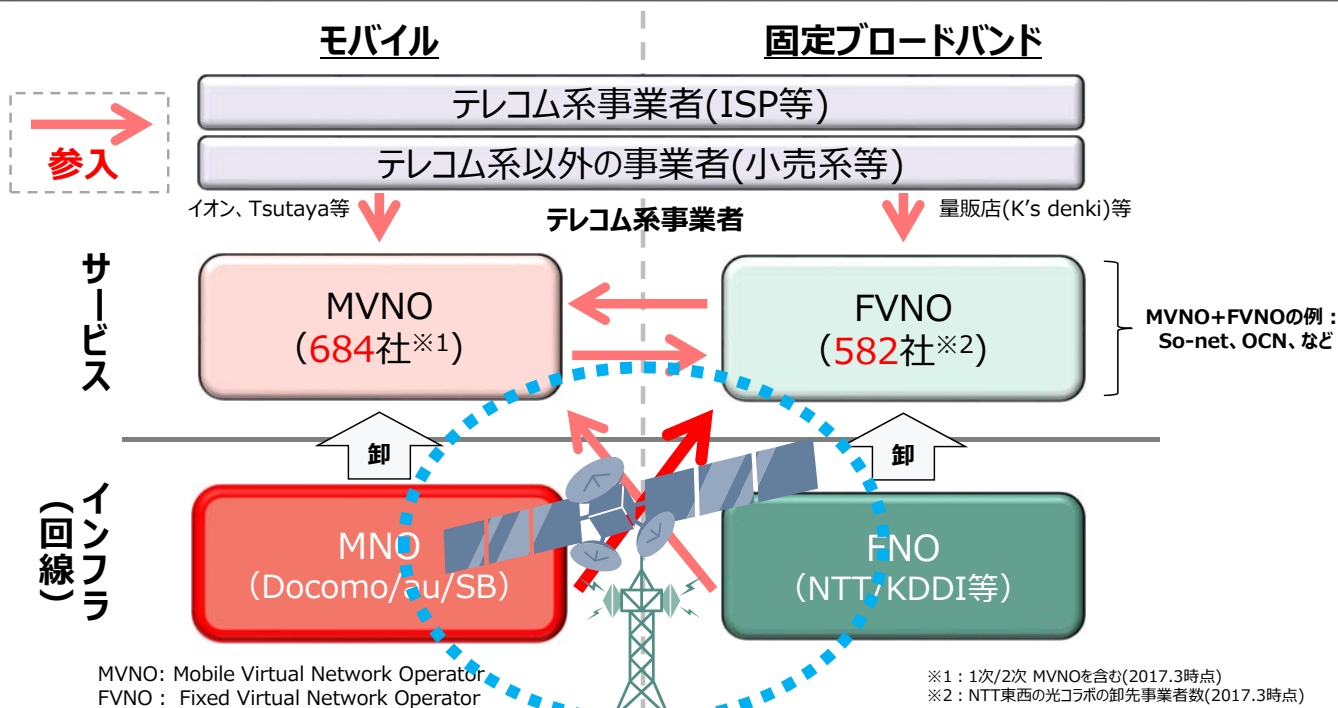 モバイル
固定ブロードバンド
テレコム系事業者(ISP等)
参入
テレコム系以外の事業者(小売系等)
イオン、Tsutaya等
テレコム系事業者
量販店(K's denki)等
サービス
MVNO
(684社※1)
FVNO
(582社※2)
MVNO+FVNOの例：
So-net、OCN、など
卸
卸
インフラ
(回線)
MNO
(Docomo/au/SB)
FNO
(NTT/KDDI等)
MVNO: Mobile Virtual Network Operator
FVNO : Fixed Virtual Network Operator
※1：1次/2次 MVNOを含む(2017.3時点)
※2：NTT東西の光コラボの卸先事業者数(2017.3時点)